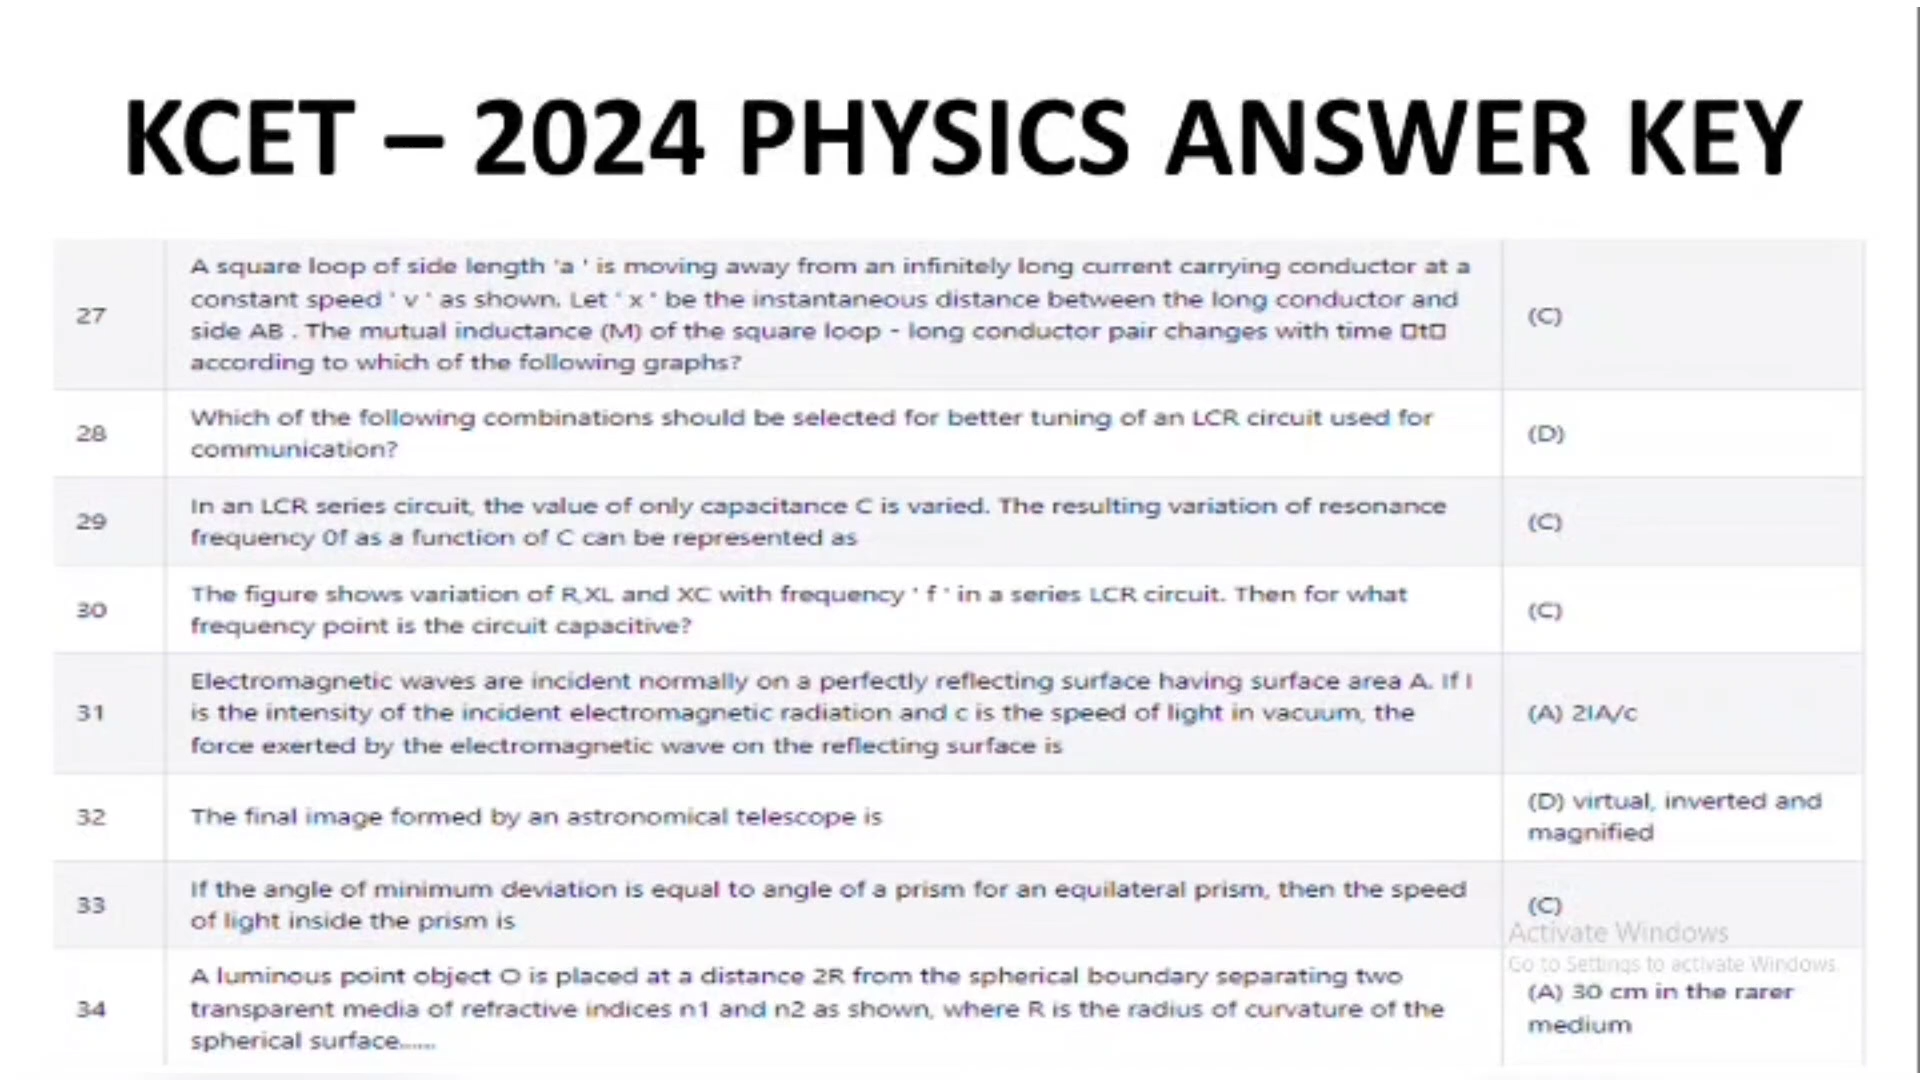 KCET – 2024 PHYSICS ANSWER KEY
27
A square loop of side length 'a ' is moving away from an infinitely long current carrying conductor at a
constant speed ' v ' as shown. Let ' x ' be the instantaneous distance between the long conductor and
side AB . The mutual inductance (M) of the square loop - long conductor pair changes with time □t□
according to which of the following graphs?
(C)
28
Which of the following combinations should be selected for better tuning of an LCR circuit used for
communication?
(D)
29
In an LCR series circuit, the value of only capacitance C is varied. The resulting variation of resonance
frequency 0f as a function of C can be represented as
(C)
30
The figure shows variation of R,XL and XC with frequency ' f ' in a series LCR circuit. Then for what
frequency point is the circuit capacitive?
(C)
31
Electromagnetic waves are incident normally on a perfectly reflecting surface having surface area A. If I
is the intensity of the incident electromagnetic radiation and c is the speed of light in vacuum, the
force exerted by the electromagnetic wave on the reflecting surface is
(A) 2IA/c
32
The final image formed by an astronomical telescope is
(D) virtual, inverted and
magnified
33
If the angle of minimum deviation is equal to angle of a prism for an equilateral prism, then the speed
of light inside the prism is
(C)
Activate Windows
Go to Settings to activate Windows.
34
A luminous point object O is placed at a distance 2R from the spherical boundary separating two
transparent media of refractive indices n1 and n2 as shown, where R is the radius of curvature of the
spherical surface......
(A) 30 cm in the rarer
medium